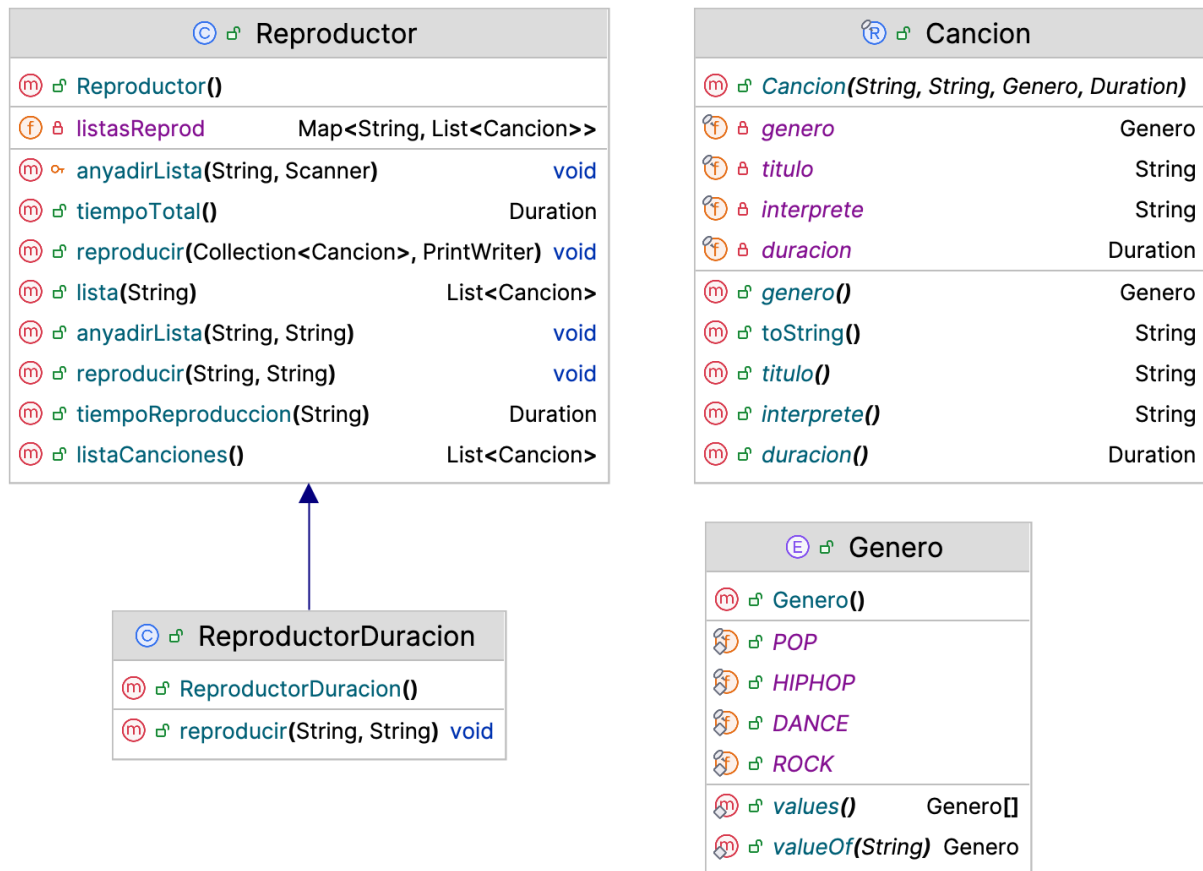 Reproductor
Reproductor()
listasReprod Map<String, List<Cancion>>
anyadirLista(String, Scanner) void
tiempoTotal() Duration
reproducir(Collection<Cancion>, PrintWriter) void
lista(String) List<Cancion>
anyadirLista(String, String) void
reproducir(String, String) void
tiempoReproduccion(String) Duration
listaCanciones() List<Cancion>
Cancion
Cancion(String, String, Genero, Duration)
genero Genero
titulo String
interprete String
duracion Duration
genero() Genero
toString() String
titulo() String
interprete() String
duracion() Duration
ReproductorDuracion
ReproductorDuracion()
reproducir(String, String) void
Genero
Genero()
POP
HIPHOP
DANCE
ROCK
values() Genero[]
valueOf(String) Genero